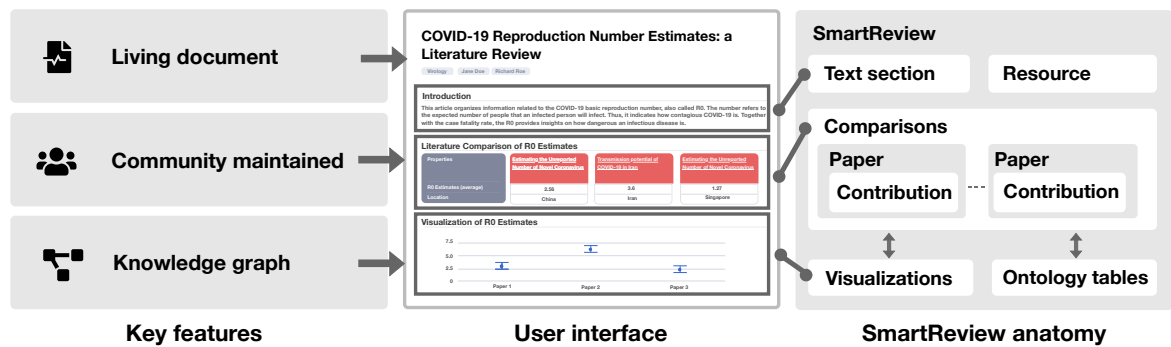 Living document
Community maintained
Knowledge graph
Key features
COVID-19 Reproduction Number Estimates: a
Literature Review
Virology
Jane Doe
Richard Roe
Introduction
This article organizes information related to the COVID-19 basic reproduction number, also called R0. The number refers to
the expected number of people that an infected person will infect. Thus, it indicates how contagious COVID-19 is. Together
with the case fatality rate, the R0 provides insights on how dangerous an infectious disease is.
Literature Comparison of R0 Estimates
Properties
Estimating the Unreported
Number of Novel Coronavirus
Transmission potential of
COVID-19 in Iran
Estimating the Unreported
Number of Novel Coronavirus
R0 Estimates (average)
2.56
3.6
1.27
Location
China
Iran
Singapore
Visualization of R0 Estimates
7.5
5.0
2.5
0
Paper 1
Paper 2
Paper 3
User interface
SmartReview
Text section
Resource
Comparisons
Paper
Contribution
Paper
Contribution
Visualizations
Ontology tables
SmartReview anatomy